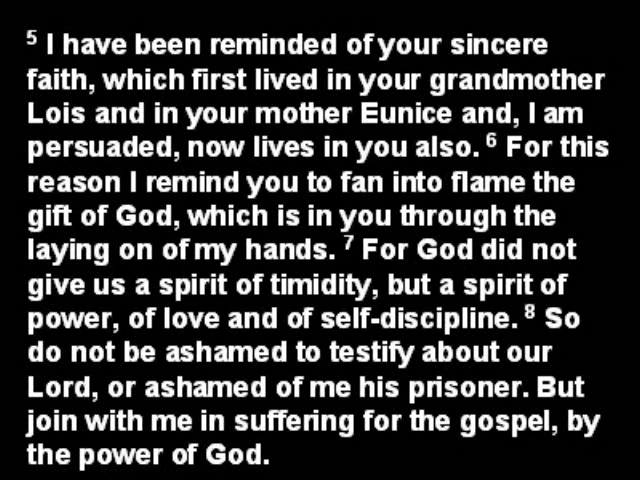 ⁵ I have been reminded of your sincere
faith, which first lived in your grandmother
Lois and in your mother Eunice and, I am
persuaded, now lives in you also. ⁶ For this
reason I remind you to fan into flame the
gift of God, which is in you through the
laying on of my hands. ⁷ For God did not
give us a spirit of timidity, but a spirit of
power, of love and of self-discipline. ⁸ So
do not be ashamed to testify about our
Lord, or ashamed of me his prisoner. But
join with me in suffering for the gospel, by
the power of God.